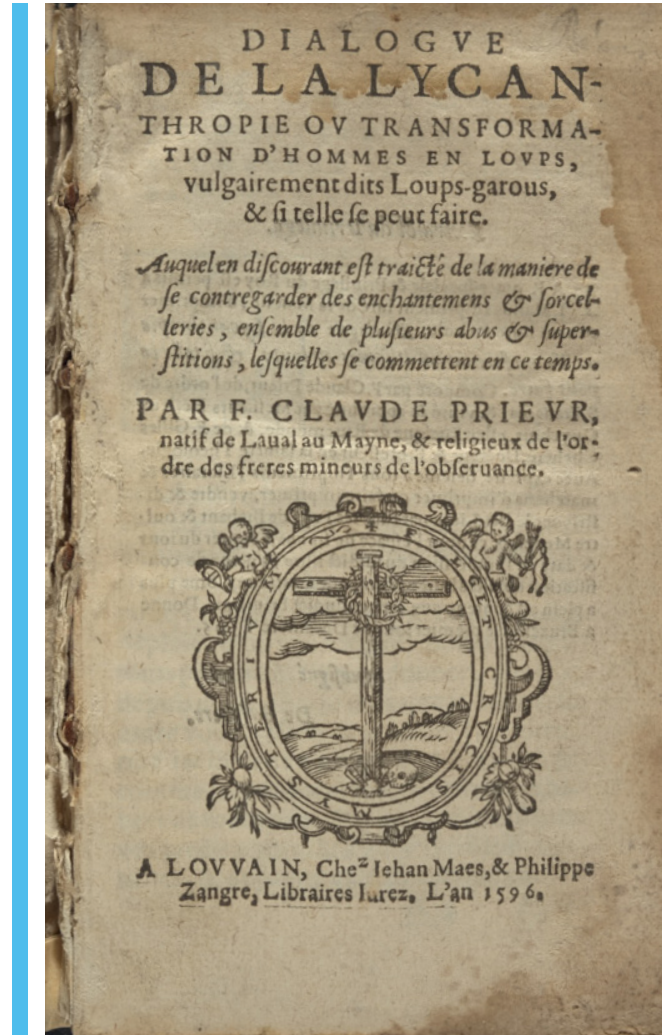 DIALOGVE
DE LA LYCAN-
THROPIE OV TRANSFORMA-
TION D'HOMMES EN LOVPS,
vulgairement dits Loups-garous,
& si telle se peut faire.
Auquel en discourant est traicté de la maniere de
se contregarder des enchantemens & sorcel-
leries, ensemble de plusieurs abus & super-
stitions, lesquelles se commettent en ce temps.
PAR F. CLAVDE PRIEVR,
natif de Laual au Mayne, & religieux de l'or-
dre des freres mineurs de l'obseruance.
FVLGET CRVCIS MYSTERIVM
A LOVVAIN, Chez Iehan Maes, & Philippe
Zangre, Libraires Iurez. L'an 1596.